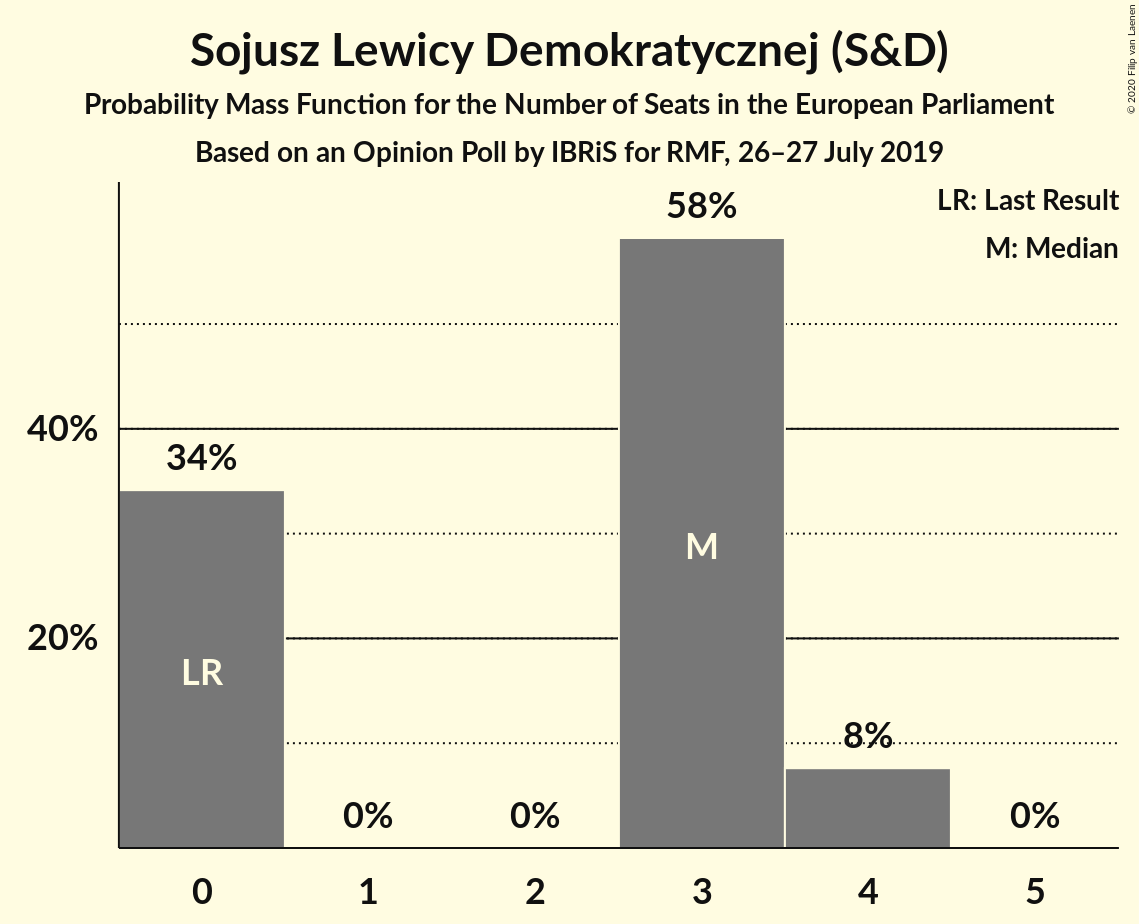 Sojusz Lewicy Demokratycznej (S&D)
Probability Mass Function for the Number of Seats in the European Parliament
Based on an Opinion Poll by IBRiS for RMF, 26–27 July 2019
© 2020 Filip van Laenen
LR: Last Result
M: Median
58%
40%
34%
M
20%
LR
8%
0%
0%
0%
0
1
2
3
4
5